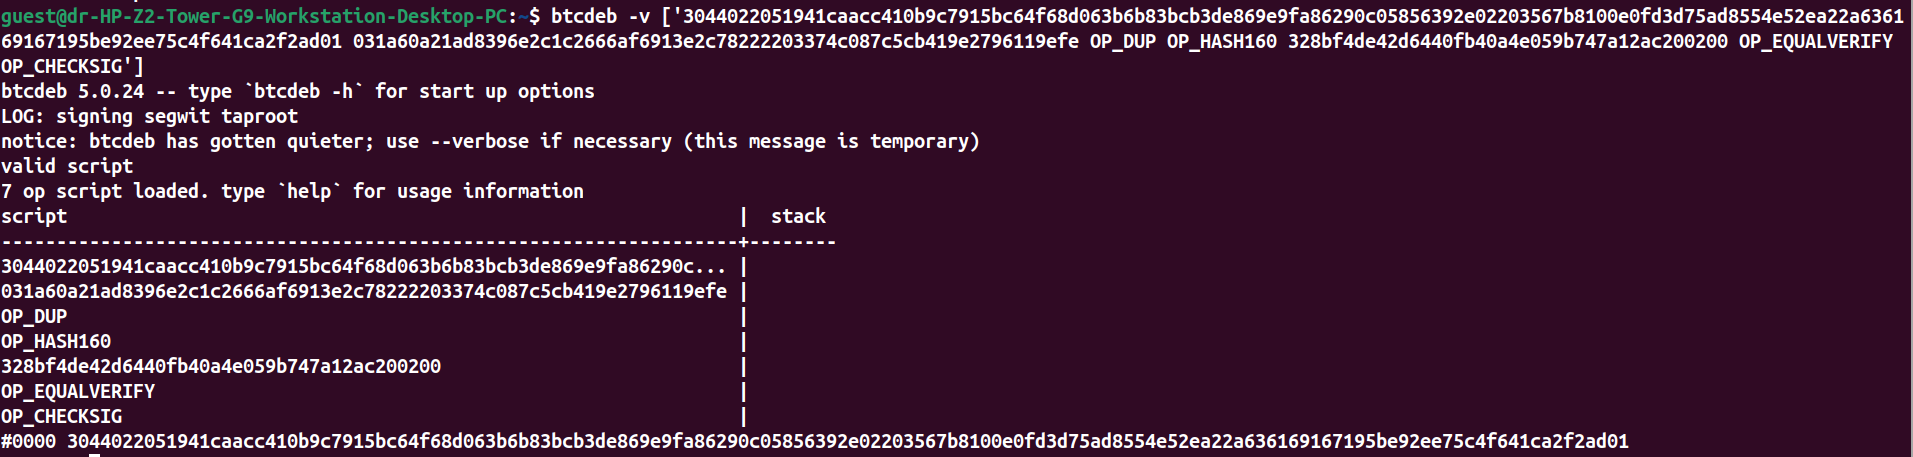 guest@dr-HP-Z2-Tower-G9-Workstation-Desktop-PC:~$ btcdeb -v ['3044022051941caacc410b9c7915bc64f68d063b6b83bcb3de869e9fa86290c05856392e02203567b8100e0fd3d75ad8554e52ea22a6361
69167195be92ee75c4f641ca2f2ad01 031a60a21ad8396e2c1c2666af6913e2c78222203374c087c5cb419e2796119efe OP_DUP OP_HASH160 328bf4de42d6440fb40a4e059b747a12ac200200 OP_EQUALVERIFY
OP_CHECKSIG']
btcdeb 5.0.24 -- type `btcdeb -h` for start up options
LOG: signing segwit taproot
notice: btcdeb has gotten quieter; use --verbose if necessary (this message is temporary)
valid script
7 op script loaded. type `help` for usage information
script | stack
-------------------------------------------------------------------+--------
3044022051941caacc410b9c7915bc64f68d063b6b83bcb3de869e9fa86290c... |
031a60a21ad8396e2c1c2666af6913e2c78222203374c087c5cb419e2796119efe |
OP_DUP |
OP_HASH160 |
328bf4de42d6440fb40a4e059b747a12ac200200 |
OP_EQUALVERIFY |
OP_CHECKSIG |
#0000 3044022051941caacc410b9c7915bc64f68d063b6b83bcb3de869e9fa86290c05856392e02203567b8100e0fd3d75ad8554e52ea22a636169167195be92ee75c4f641ca2f2ad01